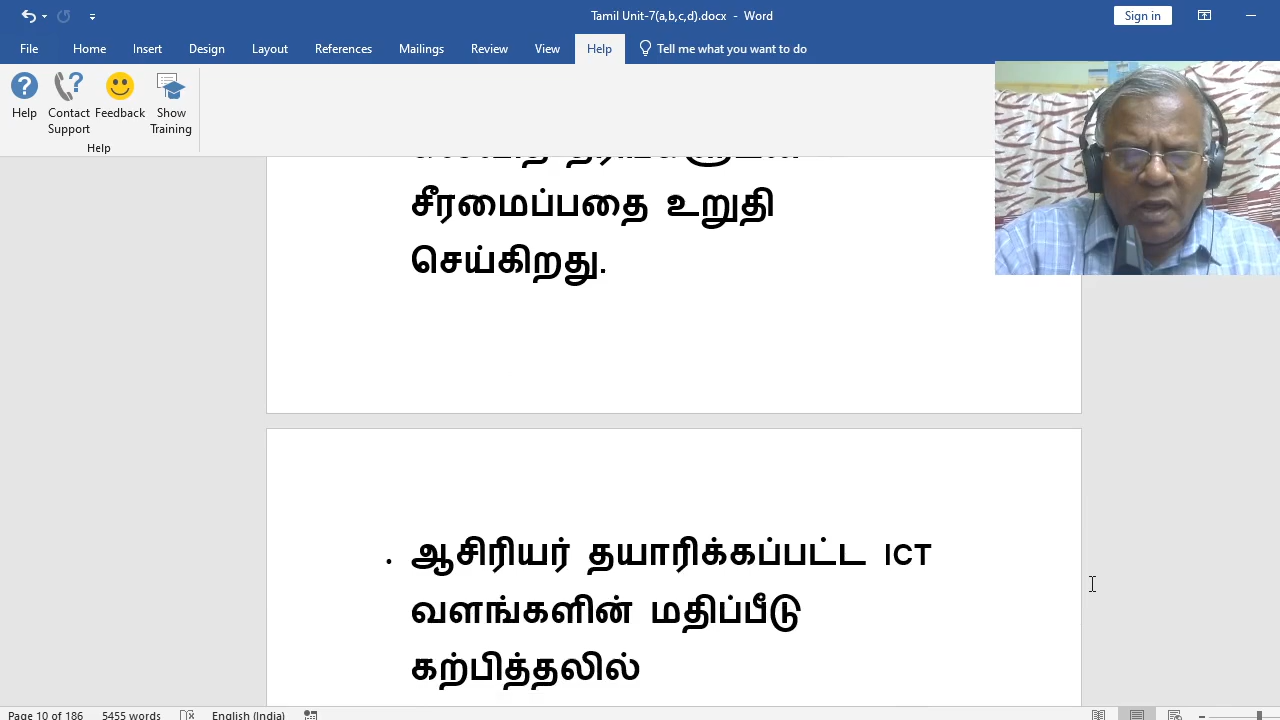 Tamil Unit-7(a,b,c,d).docx - Word
Sign in
File Home Insert Design Layout References Mailings Review View Help Tell me what you want to do
Help Contact Support Feedback Show Training
Help
சீரமைப்பதை உறுதி
செய்கிறது.
• ஆசிரியர் தயாரிக்கப்பட்ட ICT
வளங்களின் மதிப்பீடு
கற்பித்தலில்
Page 10 of 186 5455 words English (India)